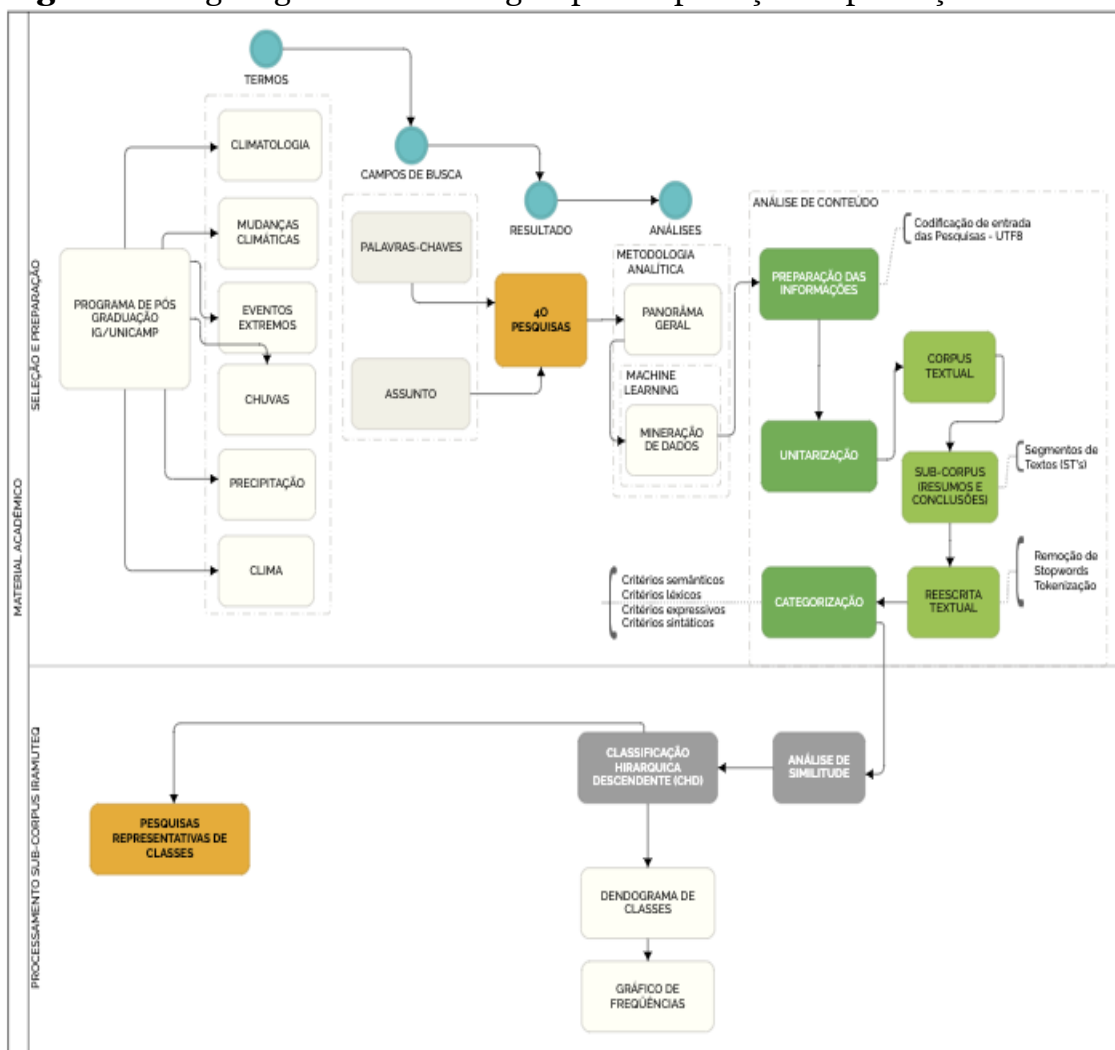 TERMOS
CLIMATOLOGIA
MUDANÇAS
CLIMÁTICAS
EVENTOS
EXTREMOS
CHUVAS
PRECIPITAÇÃO
CLIMA
PROGRAMA DE PÓS
GRADUAÇÃO
IG/UNICAMP
CAMPOS DE BUSCA
PALAVRAS-CHAVES
ASSUNTO
RESULTADO
40
PESQUISAS
ANÁLISES
METODOLOGIA
ANALÍTICA
PANORÂMA
GERAL
MACHINE
LEARNING
MINERAÇÃO
DE DADOS
ANÁLISE DE CONTEÚDO
Codificação de entrada
das Pesquisas - UTF8
PREPARAÇÃO DAS
INFORMAÇÕES
CORPUS
TEXTUAL
UNITARIZAÇÃO
SUB-CORPUS
(RESUMOS E
CONCLUSÕES)
Segmentos de
Textos (ST's)
Remoção de
Stopwords
Tokenização
REESCRITA
TEXTUAL
CATEGORIZAÇÃO
Critérios semânticos
Critérios léxicos
Critérios expressivos
Critérios sintáticos
SELEÇÃO E PREPARAÇÃO
MATERIAL ACADÉMICO
PROCESSAMENTO SUB-CORPUS IRAMUTEQ
ANÁLISE DE
SIMILITUDE
CLASSIFICAÇÃO
HIRARQUICA
DESCENDENTE (CHD)
PESQUISAS
REPRESENTATIVAS DE
CLASSES
DENDOGRAMA DE
CLASSES
GRÁFICO DE
FREQÜÊNCIAS